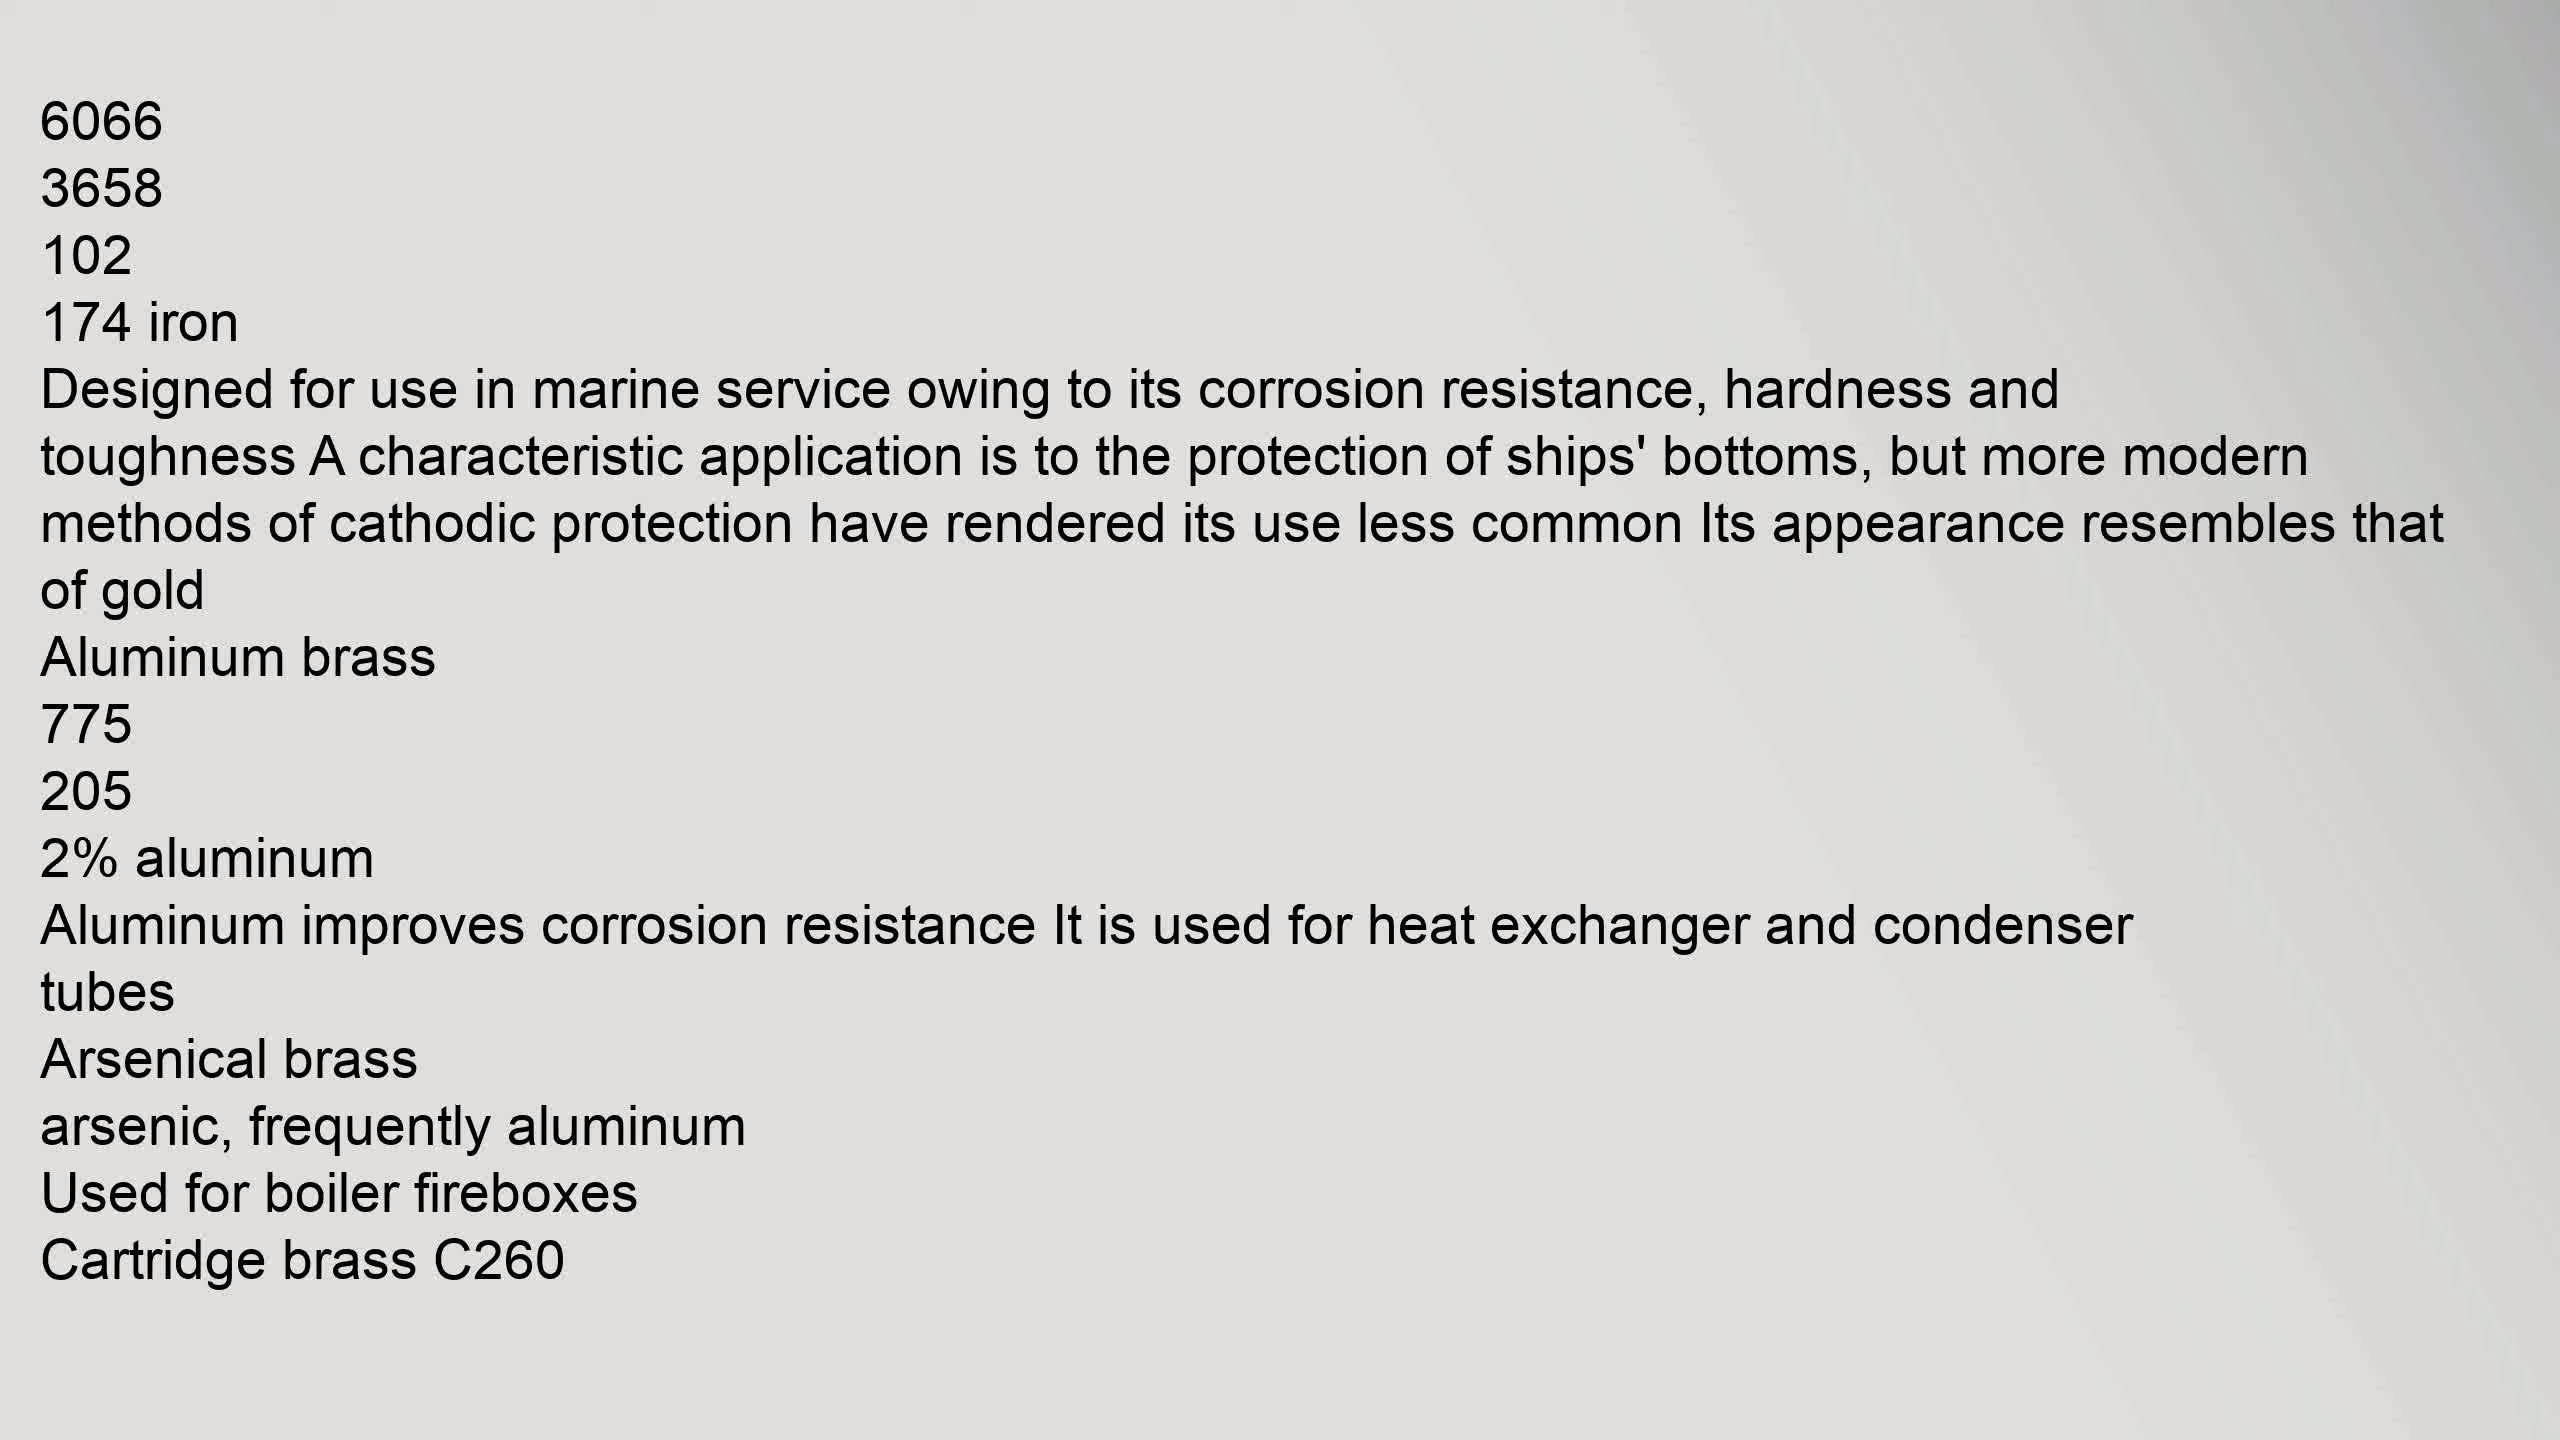 6066
3658
102
174 iron
Designed for use in marine service owing to its corrosion resistance, hardness and
toughness A characteristic application is to the protection of ships' bottoms, but more modern
methods of cathodic protection have rendered its use less common Its appearance resembles that
of gold
Aluminum brass
775
205
2% aluminum
Aluminum improves corrosion resistance It is used for heat exchanger and condenser
tubes
Arsenical brass
arsenic, frequently aluminum
Used for boiler fireboxes
Cartridge brass C260